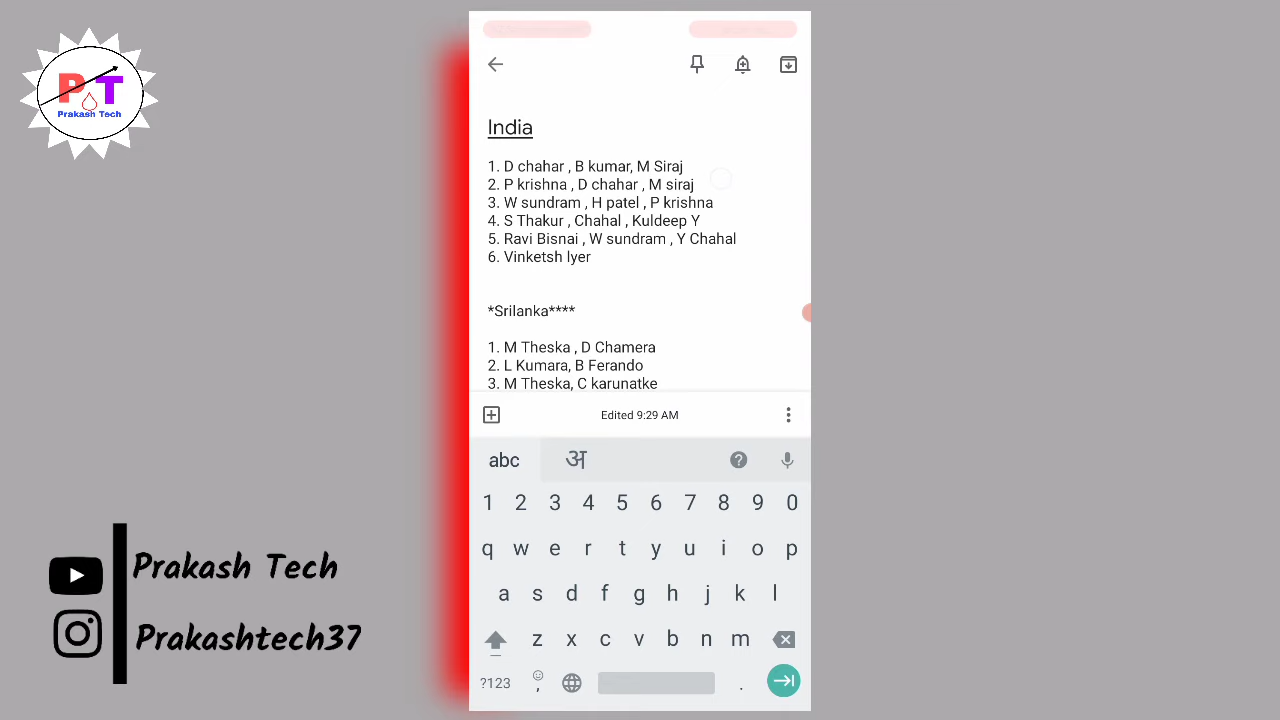 P T
Prakash Tech
India
1. D chahar , B kumar, M Siraj
2. P krishna , D chahar , M siraj
3. W sundram , H patel , P krishna
4. S Thakur , Chahal , Kuldeep Y
5. Ravi Bisnai , W sundram , Y Chahal
6. Vinketsh Iyer
*Srilanka****
1. M Theska , D Chamera
2. L Kumara, B Ferando
3. M Theska, C karunatke
Edited 9:29 AM
abc अ
1 2 3 4 5 6 7 8 9 0
q w e r t y u i o p
a s d f g h j k l
z x c v b n m
?123 , .
Prakash Tech
Prakashtech37